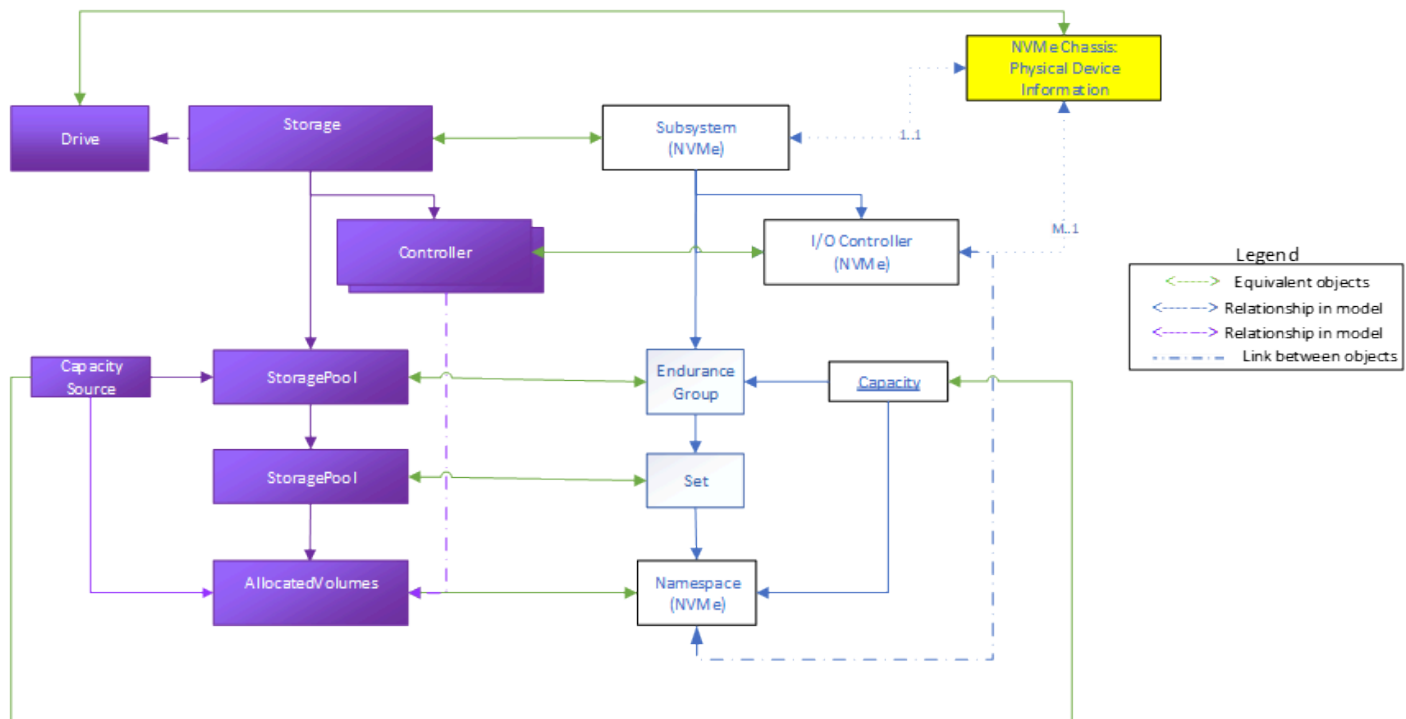 NVMe Chassis:
Physical Device
Information
Drive
Storage
Subsystem
(NVMe)
1..1
Controller
I/O Controller
(NVMe)
M..1
Legend
Equivalent objects
Relationship in model
Relationship in model
Link between objects
Capacity
Source
StoragePool
Endurance
Group
Capacity
StoragePool
Set
AllocatedVolumes
Namespace
(NVMe)